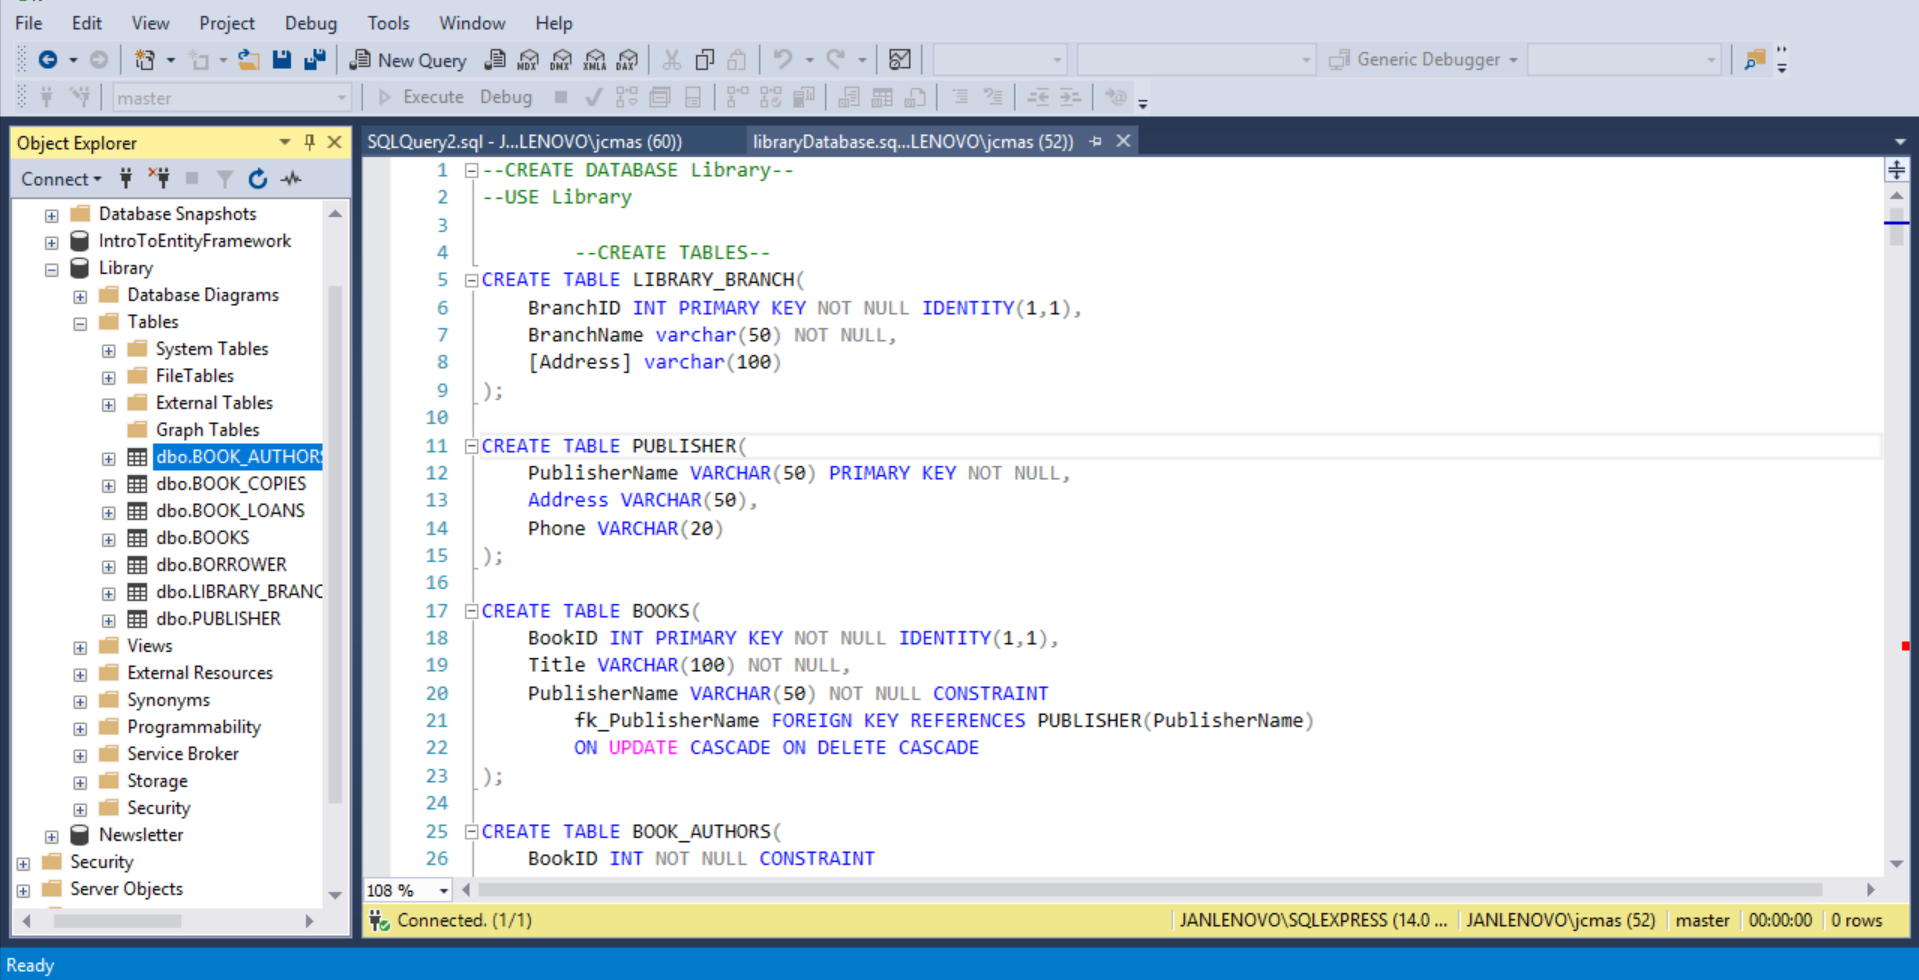 File Edit View Project Debug Tools Window Help
New Query MDX DMX XMLA DAX Generic Debugger
master Execute Debug
Object Explorer
Connect
Database Snapshots
IntroToEntityFramework
Library
Database Diagrams
Tables
System Tables
FileTables
External Tables
Graph Tables
dbo.BOOK_AUTHORS
dbo.BOOK_COPIES
dbo.BOOK_LOANS
dbo.BOOKS
dbo.BORROWER
dbo.LIBRARY_BRANC
dbo.PUBLISHER
Views
External Resources
Synonyms
Programmability
Service Broker
Storage
Security
Newsletter
Security
Server Objects
SQLQuery2.sql - J...LENOVO\jcmas (60)) libraryDatabase.sq...LENOVO\jcmas (52))
1 --CREATE DATABASE Library--
2 --USE Library
3
4 --CREATE TABLES--
5 CREATE TABLE LIBRARY_BRANCH(
6 BranchID INT PRIMARY KEY NOT NULL IDENTITY(1,1),
7 BranchName varchar(50) NOT NULL,
8 [Address] varchar(100)
9 );
10
11 CREATE TABLE PUBLISHER(
12 PublisherName VARCHAR(50) PRIMARY KEY NOT NULL,
13 Address VARCHAR(50),
14 Phone VARCHAR(20)
15 );
16
17 CREATE TABLE BOOKS(
18 BookID INT PRIMARY KEY NOT NULL IDENTITY(1,1),
19 Title VARCHAR(100) NOT NULL,
20 PublisherName VARCHAR(50) NOT NULL CONSTRAINT
21 fk_PublisherName FOREIGN KEY REFERENCES PUBLISHER(PublisherName)
22 ON UPDATE CASCADE ON DELETE CASCADE
23 );
24
25 CREATE TABLE BOOK_AUTHORS(
26 BookID INT NOT NULL CONSTRAINT
108 %
Connected. (1/1) JANLENOVO\SQLEXPRESS (14.0 ... JANLENOVO\jcmas (52) master 00:00:00 0 rows
Ready